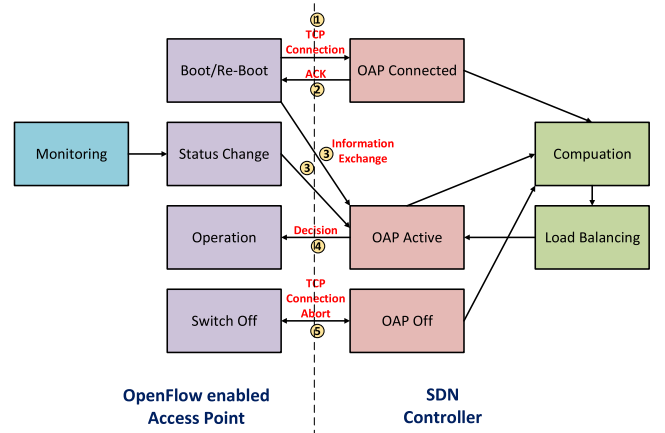 1
TCP
Connection
Boot/Re-Boot
OAP Connected
ACK
2
Monitoring
Status Change
3
Information
Exchange
3
Compuation
Operation
Decision
4
OAP Active
Load Balancing
Switch Off
TCP
Connection
Abort
5
OAP Off
OpenFlow enabled
Access Point
SDN
Controller